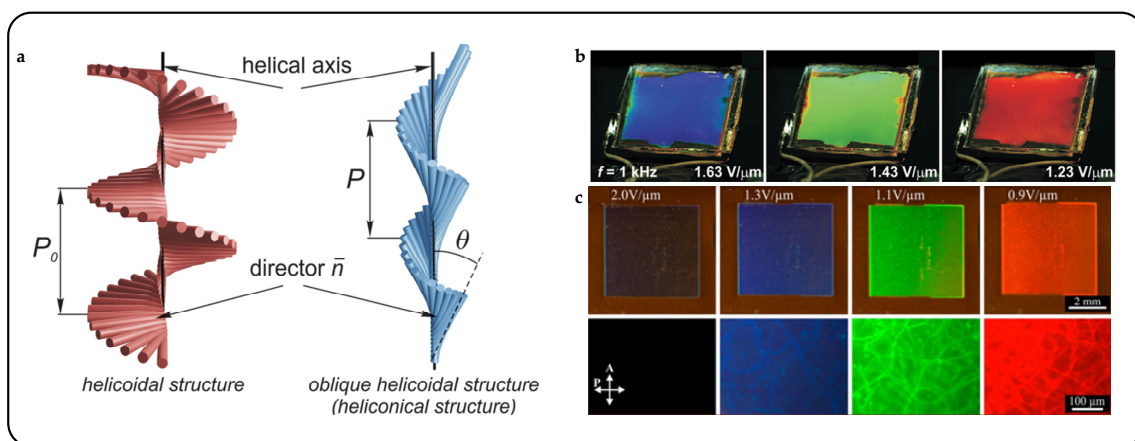 a
helical axis
P₀
P
θ
director n̄
helicoidal structure
oblique helicoidal structure
(heliconical structure)
b
f = 1 kHz
1.63 V/µm
1.43 V/µm
1.23 V/µm
c
2.0V/µm
1.3V/µm
1.1V/µm
0.9V/µm
2 mm
A
P
100 µm